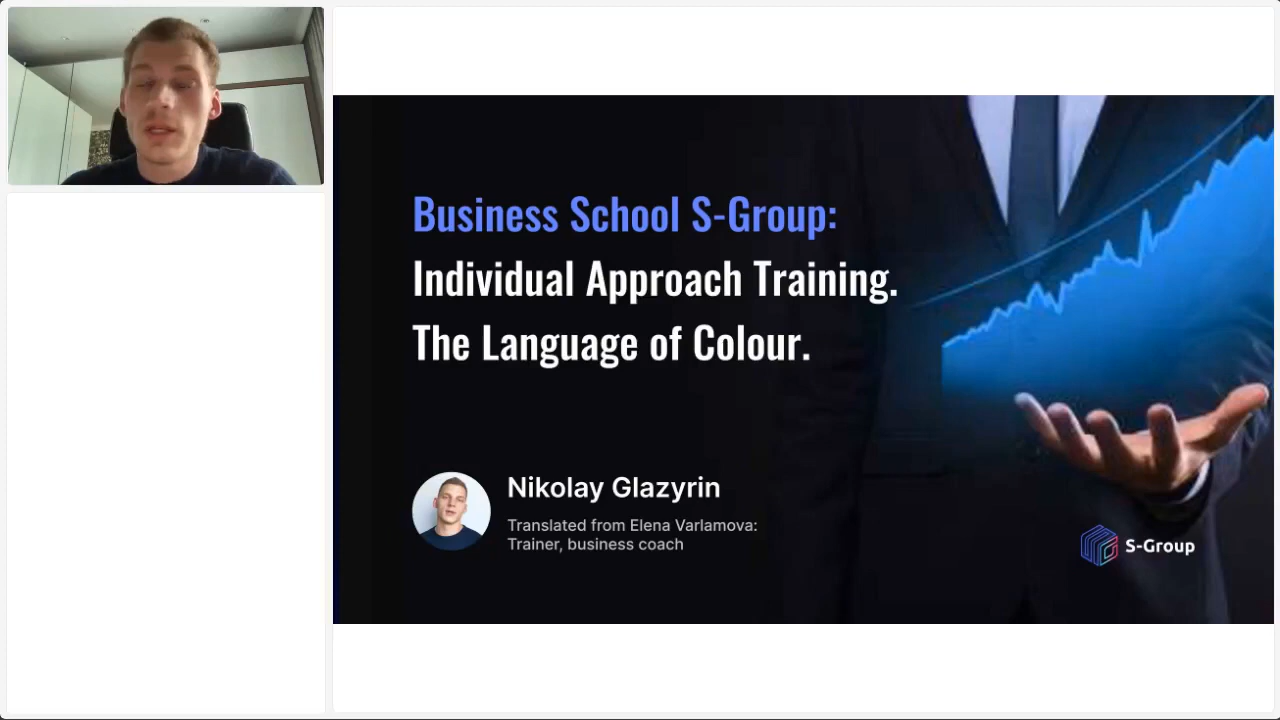 Business School S-Group:
Individual Approach Training.
The Language of Colour.
Nikolay Glazyrin
Translated from Elena Varlamova:
Trainer, business coach
S-Group